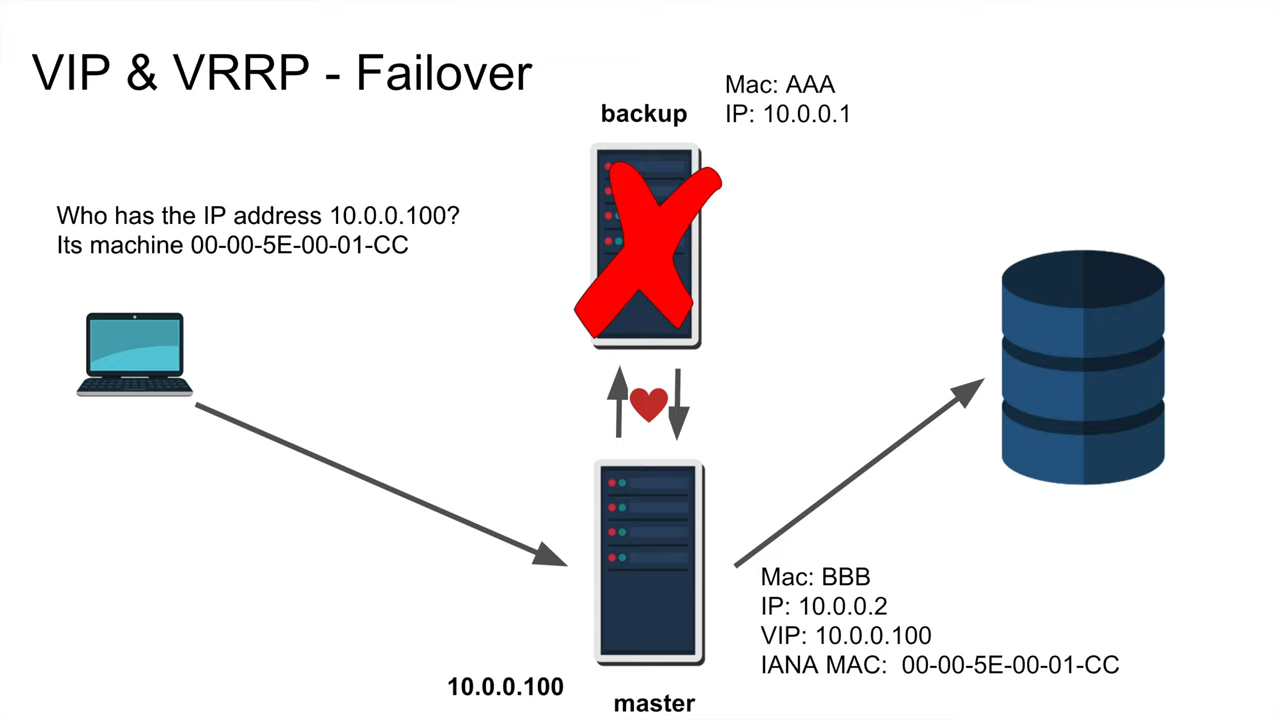 VIP & VRRP - Failover
Mac: AAA
IP: 10.0.0.1
backup
Who has the IP address 10.0.0.100?
Its machine 00-00-5E-00-01-CC
Mac: BBB
IP: 10.0.0.2
VIP: 10.0.0.100
IANA MAC: 00-00-5E-00-01-CC
10.0.0.100
master